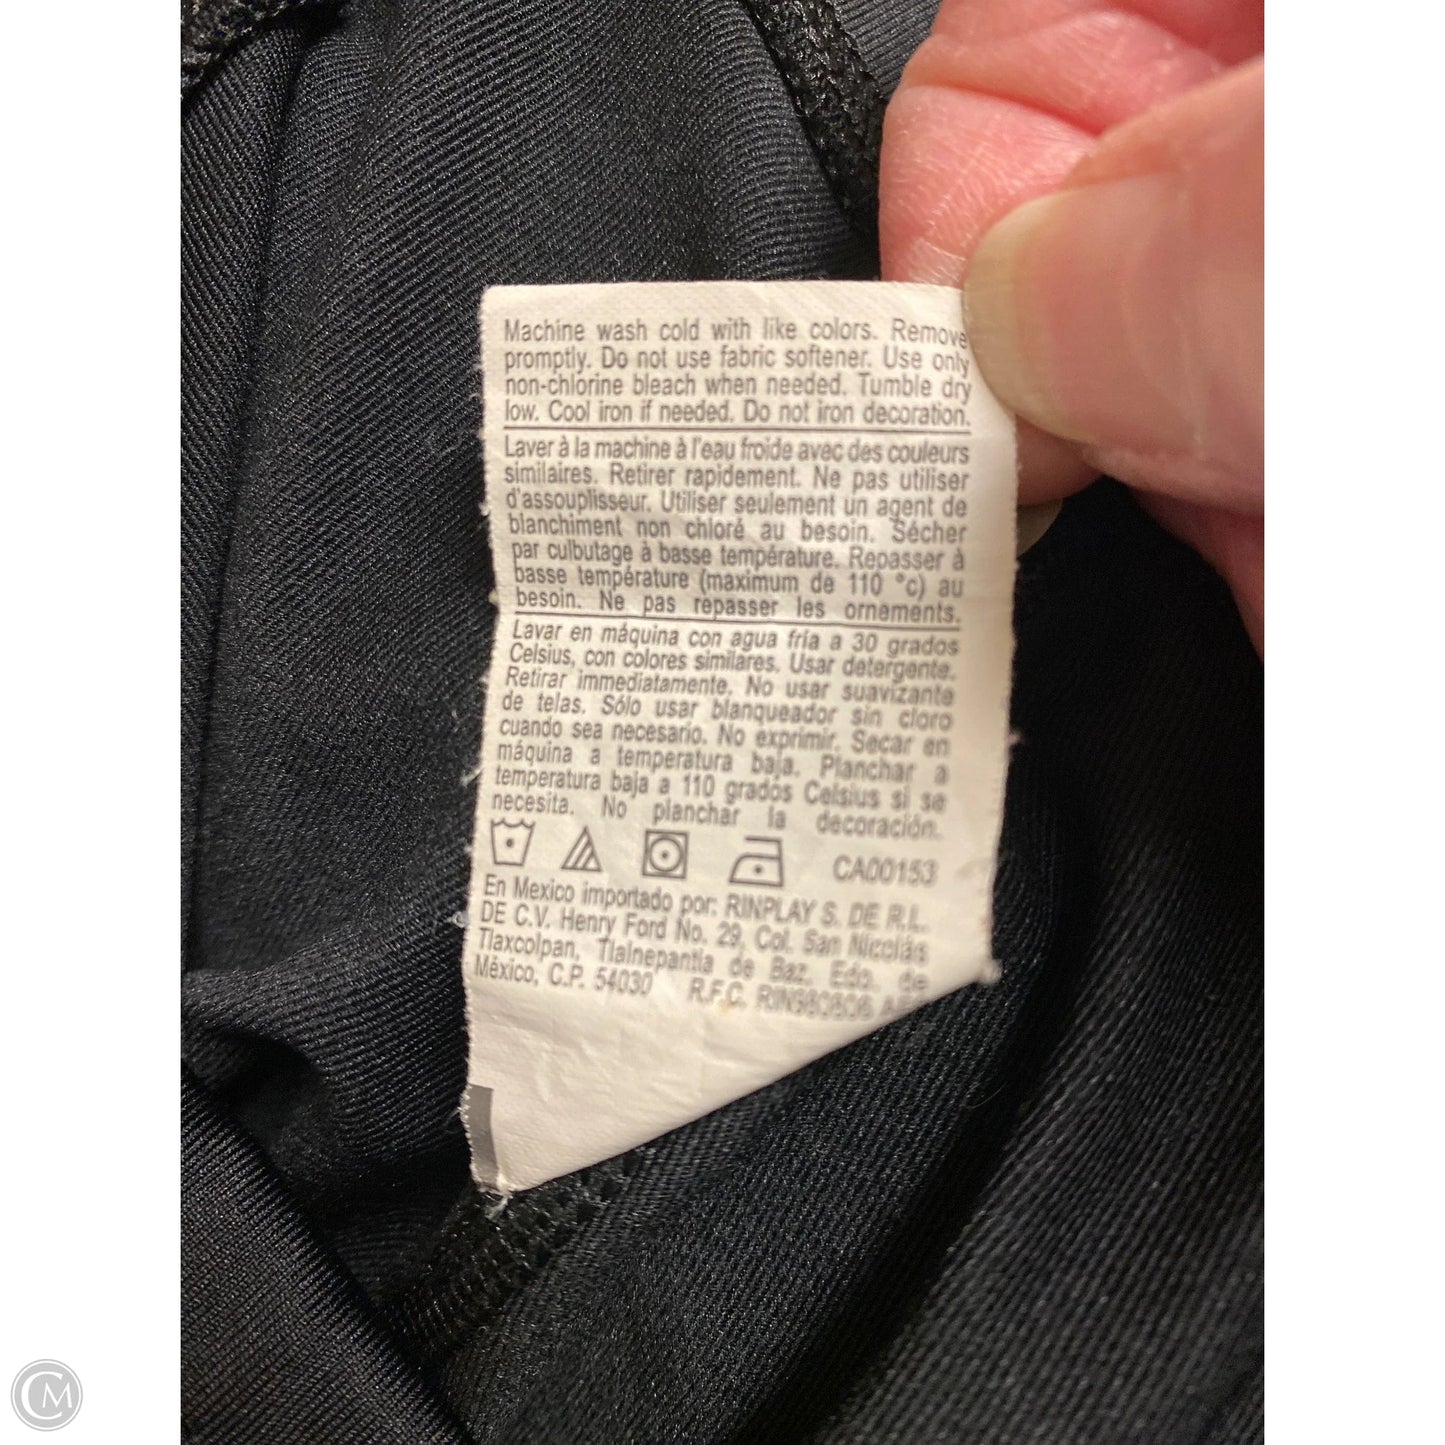 Machine wash cold with like colors. Remove
promptly. Do not use fabric softener. Use only
non-chlorine bleach when needed. Tumble dry
low. Cool iron if needed. Do not iron decoration.
Laver à la machine à l'eau froide avec des couleurs
similaires. Retirer rapidement. Ne pas utiliser
d'assouplisseur. Utiliser seulement un agent de
blanchiment non chloré au besoin. Sécher
par culbutage à basse température. Repasser à
basse température (maximum de 110 °c) au
besoin. Ne pas repasser les ornements.
Lavar en máquina con agua fría a 30 grados
Celsius, con colores similares. Usar detergente.
Retirar immediatamente. No usar suavizante
de telas. Sólo usar blanqueador sin cloro
cuando sea necesario. No exprimir. Secar en
máquina a temperatura baja. Planchar a
temperatura baja a 110 grados Celsius si se
necesita. No planchar la decoración.
CA00153
En Mexico importado por: RINPLAY S. DE R.L.
DE C.V. Henry Ford No. 29, Col. San Nicolás
Tlaxcolpan, Tlalnepantla de Baz. Edo. de
México, C.P. 54030 R.F.C.
CM